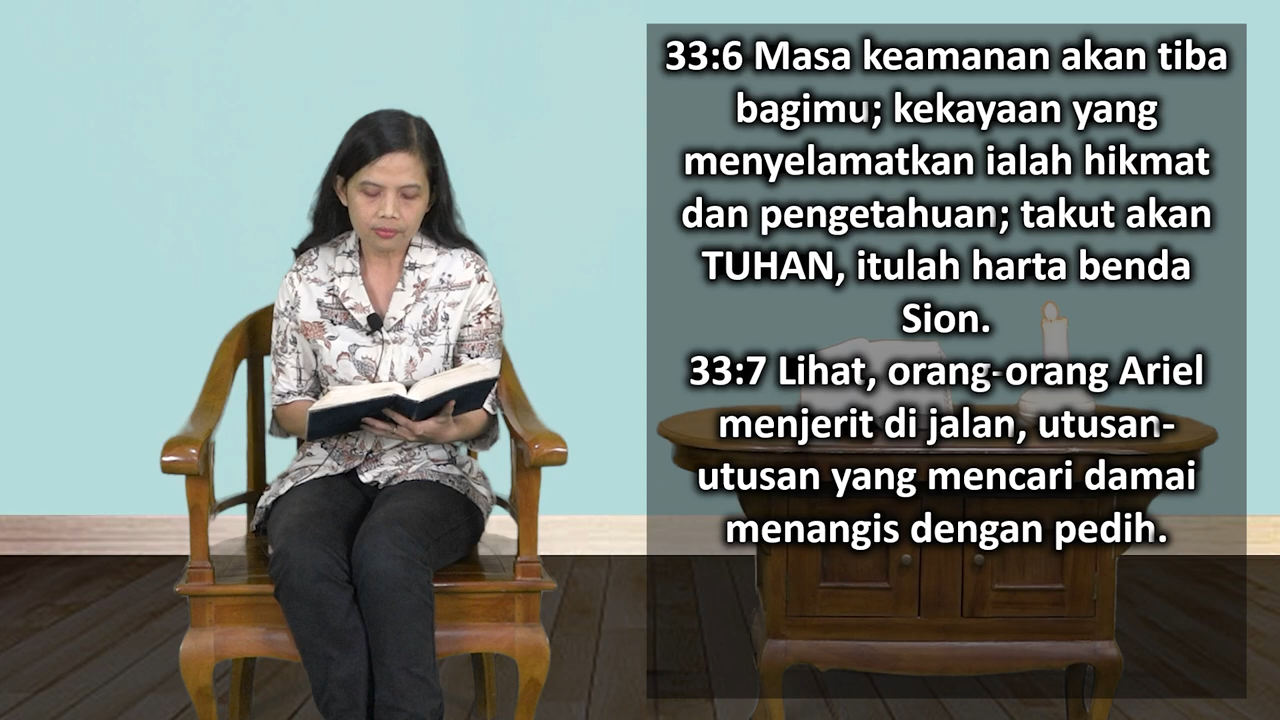 33:6 Masa keamanan akan tiba
bagimu; kekayaan yang
menyelamatkan ialah hikmat
dan pengetahuan; takut akan
TUHAN, itulah harta benda
Sion.
33:7 Lihat, orang-orang Ariel
menjerit di jalan, utusan-
utusan yang mencari damai
menangis dengan pedih.